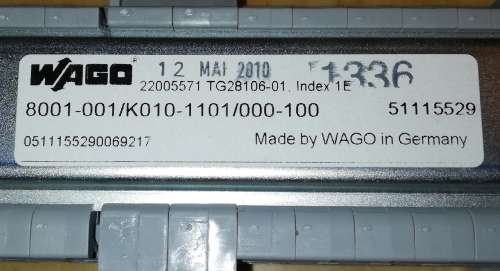 WAGO 12 MAI 2010 1336
22005571 TG28106-01, Index 1E
8001-001/K010-1101/000-100 51115529
0511155290069217 Made by WAGO in Germany